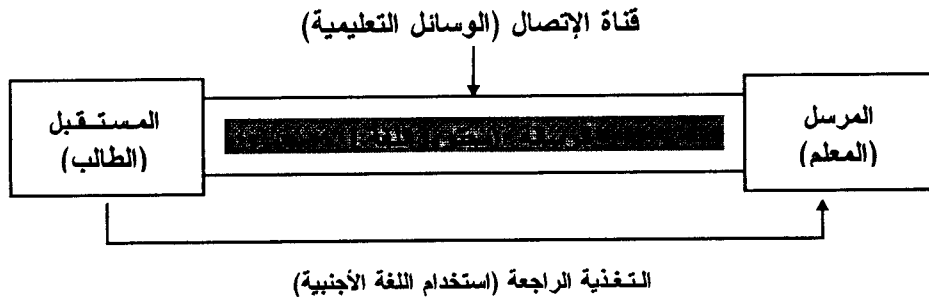 قناة الإتصال (الوسائل التعليمية)
المرسل
(المعلم)
المستقبل
(الطالب)
التغذية الراجعة (استخدام اللغة الأجنبية)